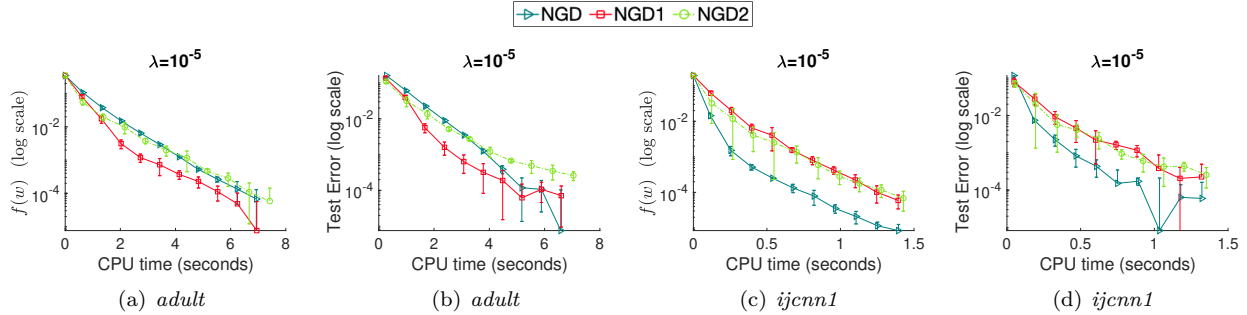 NGD NGD1 NGD2
λ=10-5 λ=10-5 λ=10-5 λ=10-5
f(w) (log scale) Test Error (log scale) f(w) (log scale) Test Error (log scale)
10-2 10-2 10-2 10-2
10-4 10-4 10-4 10-4
0 2 4 6 8 0 2 4 6 8 0 0.5 1 1.5 0 0.5 1 1.5
CPU time (seconds) CPU time (seconds) CPU time (seconds) CPU time (seconds)
(a) adult (b) adult (c) ijcnn1 (d) ijcnn1